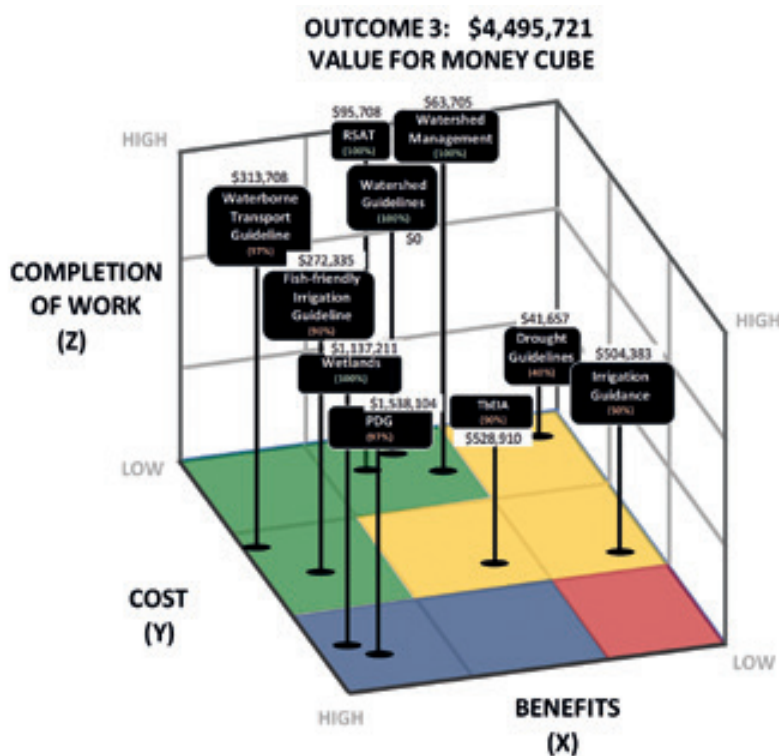 OUTCOME 3: $4,495,721
VALUE FOR MONEY CUBE
$95,708
RSAT
(100%)
$63,705
Watershed
Management
(100%)
HIGH
$313,708
Waterborne
Transport
Guideline
(97%)
Watershed
Guidelines
(100%)
$0
COMPLETION
OF WORK
(Z)
$272,335
Fish-friendly
Irrigation
Guideline
(90%)
$1,137,211
Wetlands
(100%)
$1,538,104
PDG
(97%)
TbEIA
(90%)
$528,910
$41,657
Drought
Guidelines
(40%)
$504,383
Irrigation
Guidance
(50%)
HIGH
LOW
COST
(Y)
HIGH
BENEFITS
(X)
LOW